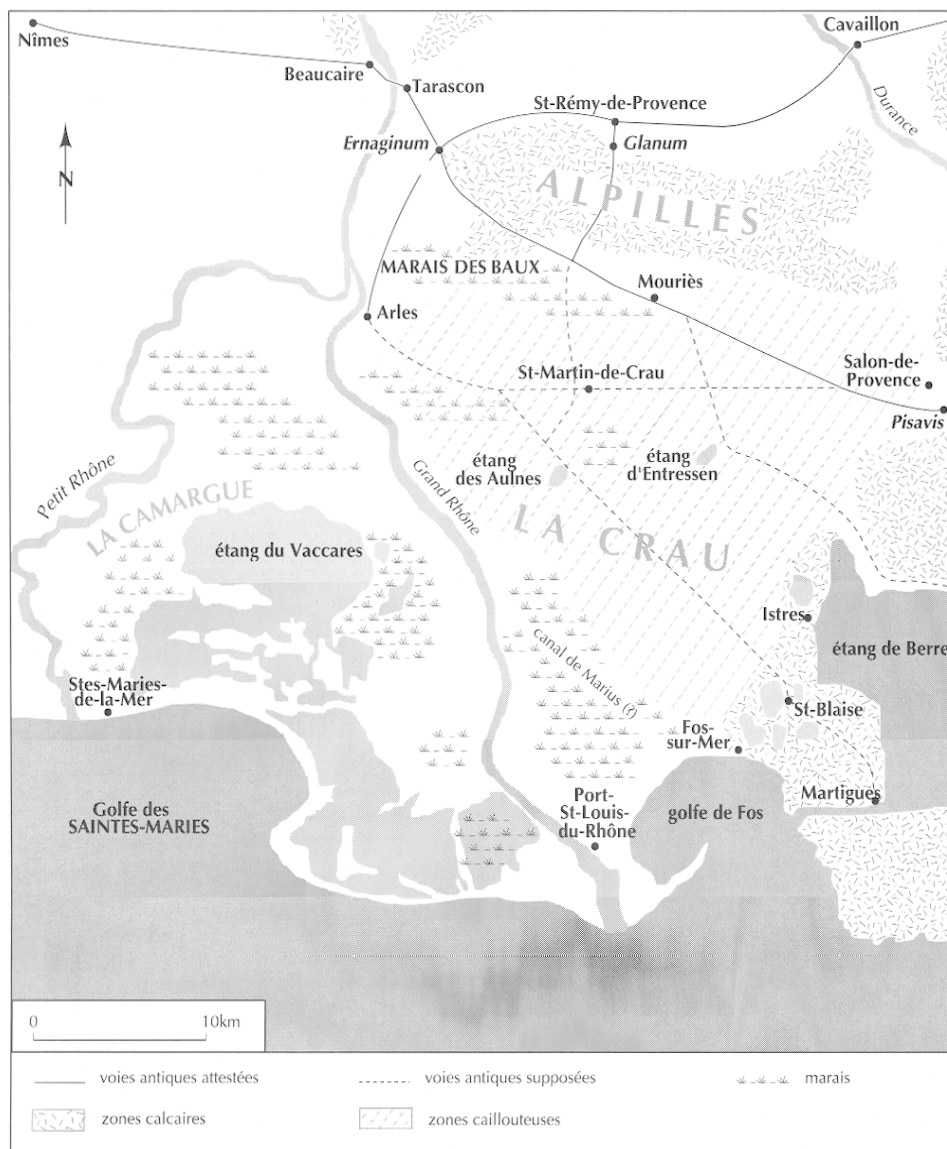 Cavaillon
Nîmes
Beaucaire
Tarascon
Durance
St-Rémy-de-Provence
Ernaginum
Glanum
N
ALPILLES
MARAIS DES BAUX
Mouriès
Arles
St-Martin-de-Crau
Salon-de-
Provence
Pisavis
Petit Rhône
Grand Rhône
étang
des Aulnes
étang
d'Entressen
LA CAMARGUE
LA CRAU
étang du Vaccares
Istres
étang de Berre
canal de Marius (?)
Stes-Maries-
de-la-Mer
St-Blaise
Fos-
sur-Mer
Martigues
Golfe des
SAINTES-MARIES
Port-
St-Louis-
du-Rhône
golfe de Fos
0 10km
voies antiques attestées
voies antiques supposées
marais
zones calcaires
zones caillouteuses